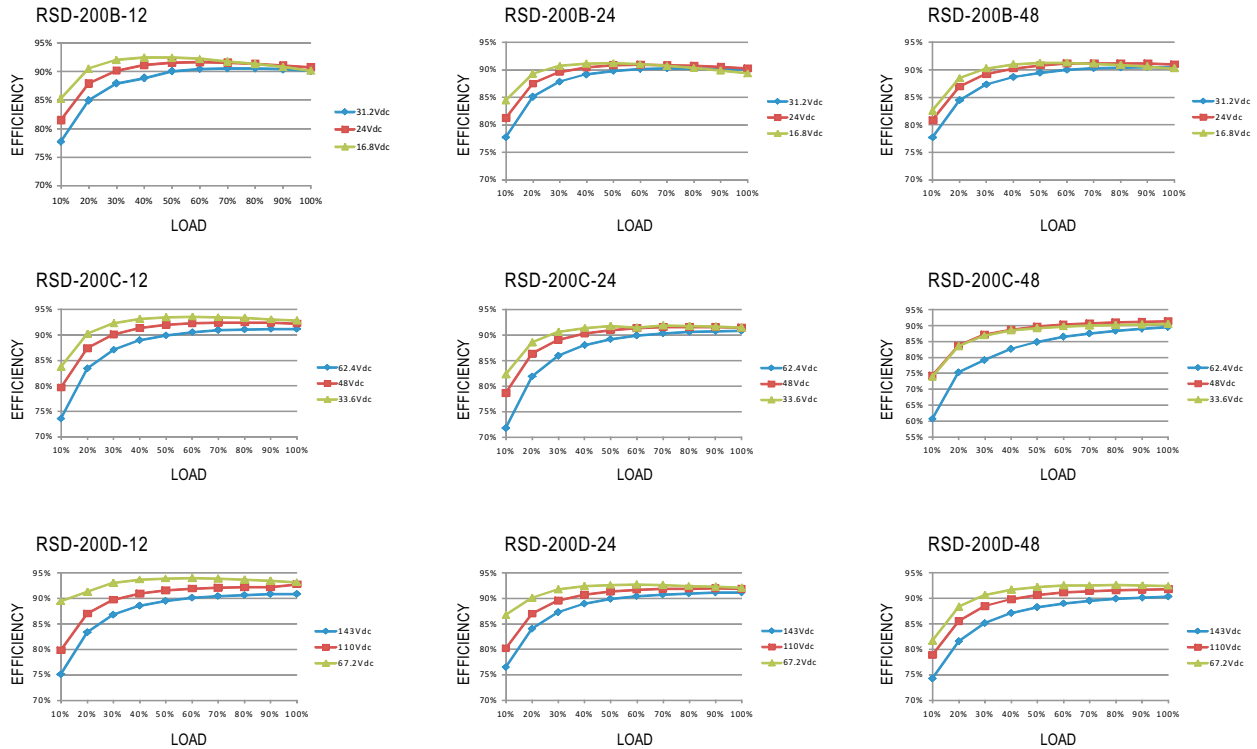 RSD-200B-12
95%
90%
85%
80%
75%
70%
EFFICIENCY
10% 20% 30% 40% 50% 60% 70% 80% 90% 100%
LOAD
31.2Vdc
24Vdc
16.8Vdc
RSD-200B-24
95%
90%
85%
80%
75%
70%
EFFICIENCY
10% 20% 30% 40% 50% 60% 70% 80% 90% 100%
LOAD
31.2Vdc
24Vdc
16.8Vdc
RSD-200B-48
95%
90%
85%
80%
75%
70%
EFFICIENCY
10% 20% 30% 40% 50% 60% 70% 80% 90% 100%
LOAD
31.2Vdc
24Vdc
16.8Vdc
RSD-200C-12
95%
90%
85%
80%
75%
70%
EFFICIENCY
10% 20% 30% 40% 50% 60% 70% 80% 90% 100%
LOAD
62.4Vdc
48Vdc
33.6Vdc
RSD-200C-24
95%
90%
85%
80%
75%
70%
EFFICIENCY
10% 20% 30% 40% 50% 60% 70% 80% 90% 100%
LOAD
62.4Vdc
48Vdc
33.6Vdc
RSD-200C-48
95%
90%
85%
80%
75%
70%
65%
60%
55%
EFFICIENCY
10% 20% 30% 40% 50% 60% 70% 80% 90% 100%
LOAD
62.4Vdc
48Vdc
33.6Vdc
RSD-200D-12
95%
90%
85%
80%
75%
70%
EFFICIENCY
10% 20% 30% 40% 50% 60% 70% 80% 90% 100%
LOAD
143Vdc
110Vdc
67.2Vdc
RSD-200D-24
95%
90%
85%
80%
75%
70%
EFFICIENCY
10% 20% 30% 40% 50% 60% 70% 80% 90% 100%
LOAD
143Vdc
110Vdc
67.2Vdc
RSD-200D-48
95%
90%
85%
80%
75%
70%
EFFICIENCY
10% 20% 30% 40% 50% 60% 70% 80% 90% 100%
LOAD
143Vdc
110Vdc
67.2Vdc